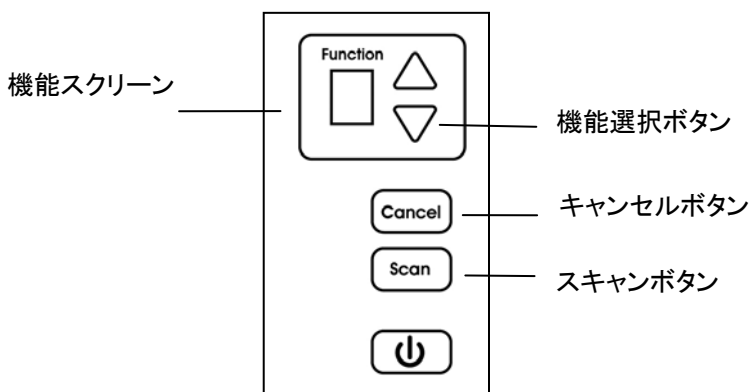 Function
機能スクリーン
機能選択ボタン
Cancel
キャンセルボタン
Scan
スキャンボタン